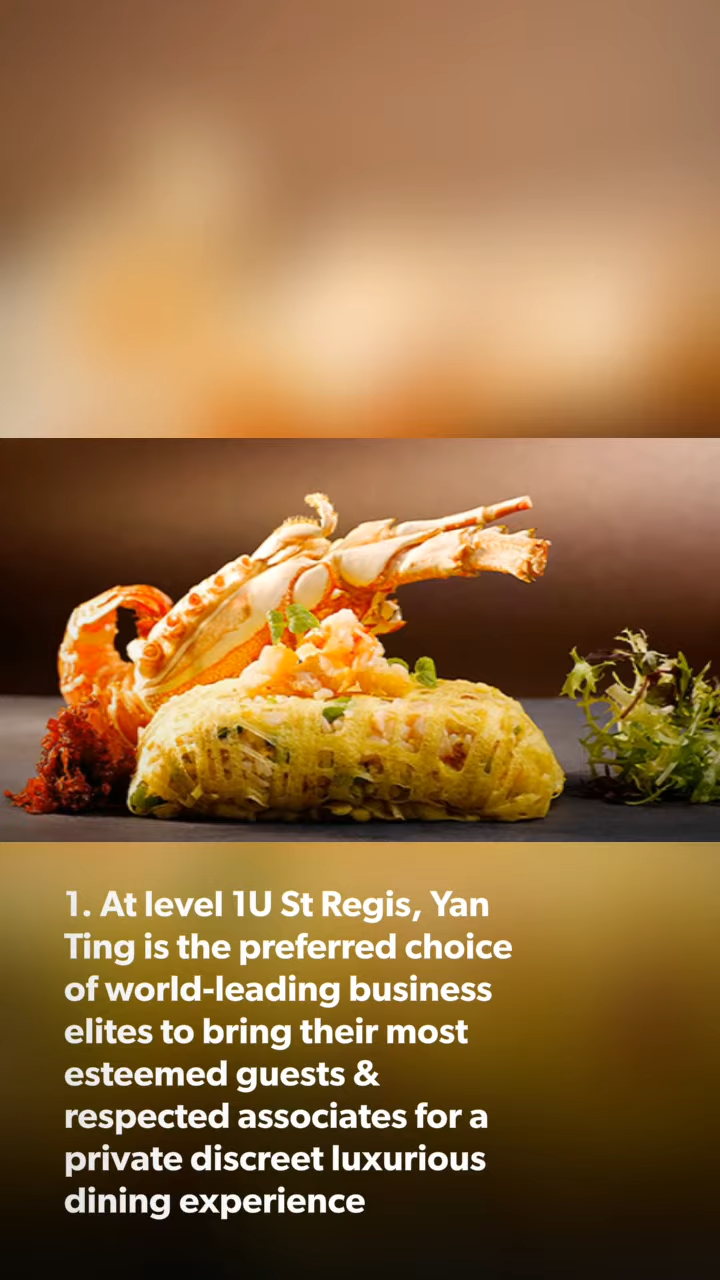 1. At level 1U St Regis, Yan
Ting is the preferred choice
of world-leading business
elites to bring their most
esteemed guests &
respected associates for a
private discreet luxurious
dining experience